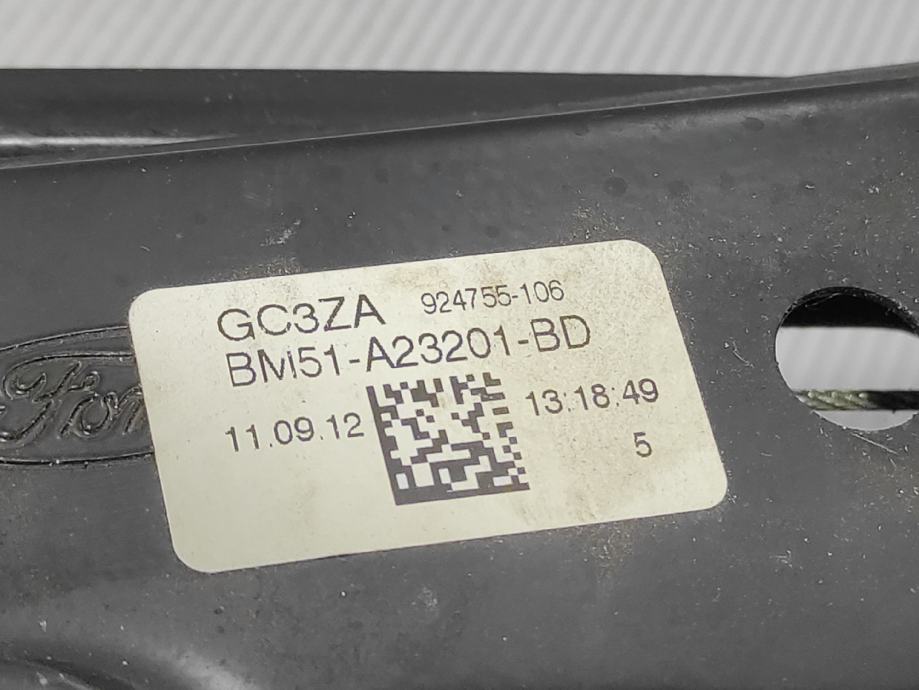 GC3ZA 924755-106
BM51-A23201-BD
11.09.12 13:18:49
5
Ford